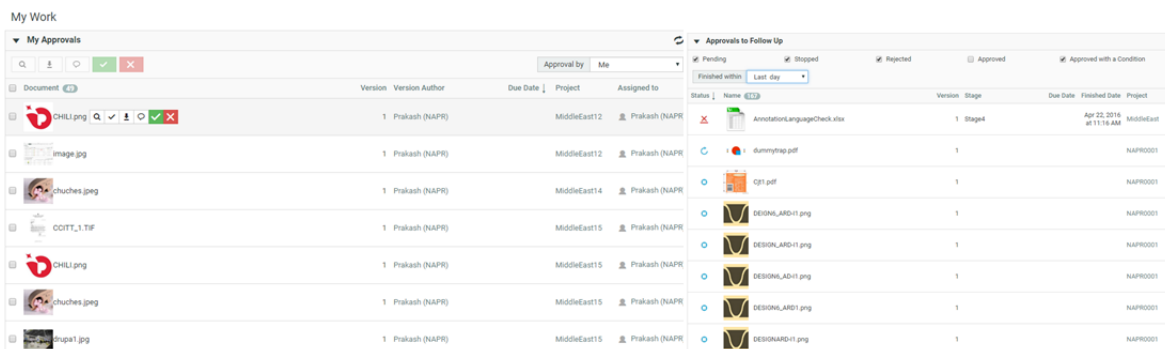 My Work
My Approvals
Approval by Me
Document 49 Version Version Author Due Date Project Assigned to
CHILI.png 1 Prakash (NAPR) MiddleEast12 Prakash (NAPR
image.jpg 1 Prakash (NAPR) MiddleEast12 Prakash (NAPR
chuches.jpeg 1 Prakash (NAPR) MiddleEast14 Prakash (NAPR
CCITT_1.TIF 1 Prakash (NAPR) MiddleEast15 Prakash (NAPR
CHILI.png 1 Prakash (NAPR) MiddleEast15 Prakash (NAPR
chuches.jpeg 1 Prakash (NAPR) MiddleEast15 Prakash (NAPR
drupa1.jpg 1 Prakash (NAPR) MiddleEast15 Prakash (NAPR
Approvals to Follow Up
Pending Stopped Rejected Approved Approved with a Condition
Finished within Last day
Status Name 167 Version Stage Due Date Finished Date Project
AnnotationLanguageCheck.xlsx 1 Stage4 Apr 22, 2016 at 11:16 AM MiddleEast
dummytrap.pdf 1 NAPR0001
Cjt1.pdf 1 NAPR0001
DEIGN6_ARD-I1.png 1 NAPR0001
DESIGN_ARD-I1.png 1 NAPR0001
DESIGN6_AD-I1.png 1 NAPR0001
DESIGN6_ARD1.png 1 NAPR0001
DESIGNARD-I1.png 1 NAPR0001